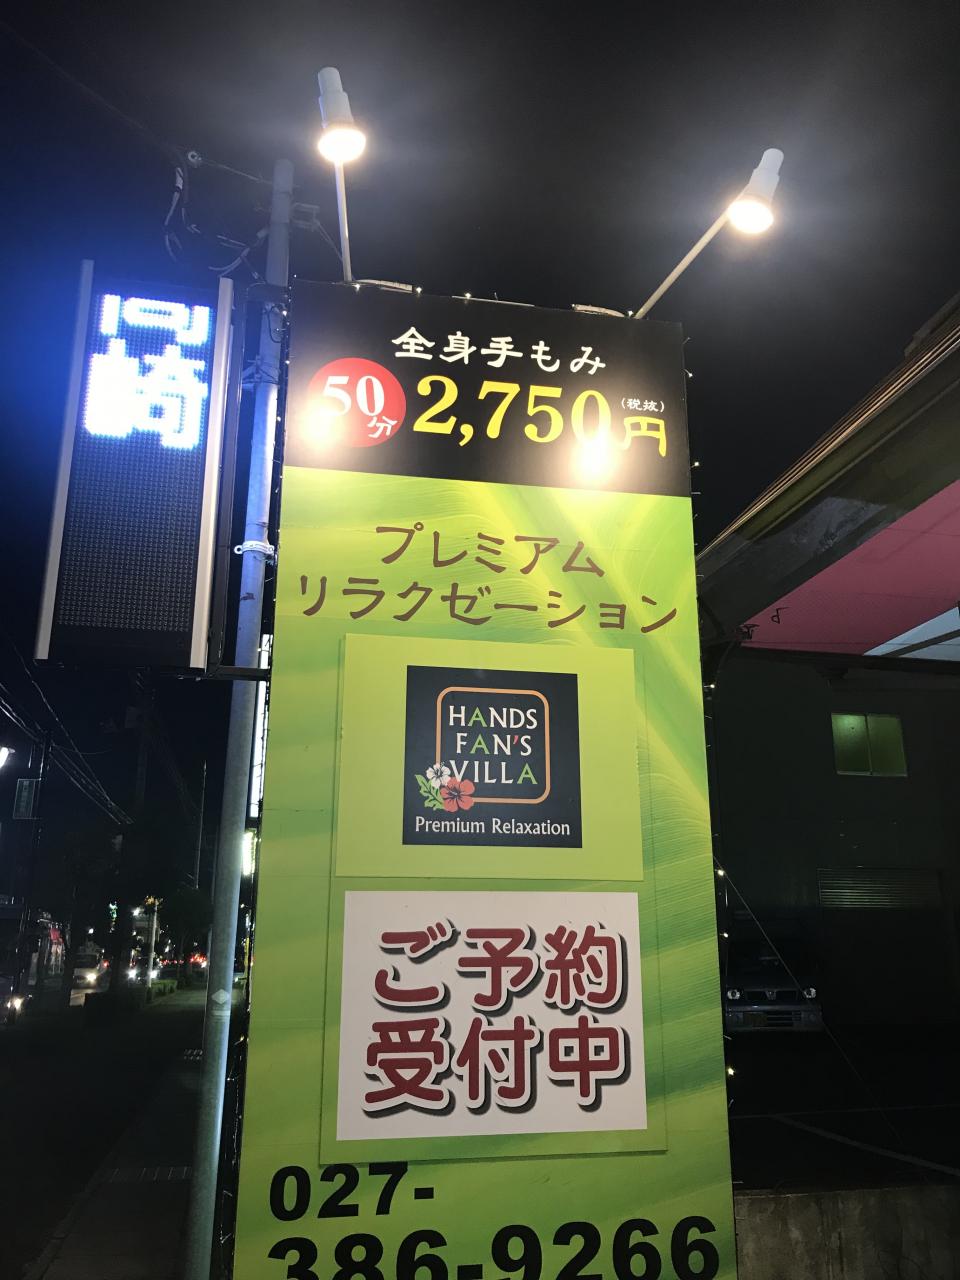 崎
全身手もみ
50分 2,750円 (税抜)
プレミアム
リラクゼーション
HANDS
FAN'S
VILLA
Premium Relaxation
ご予約
受付中
027-
386-9266